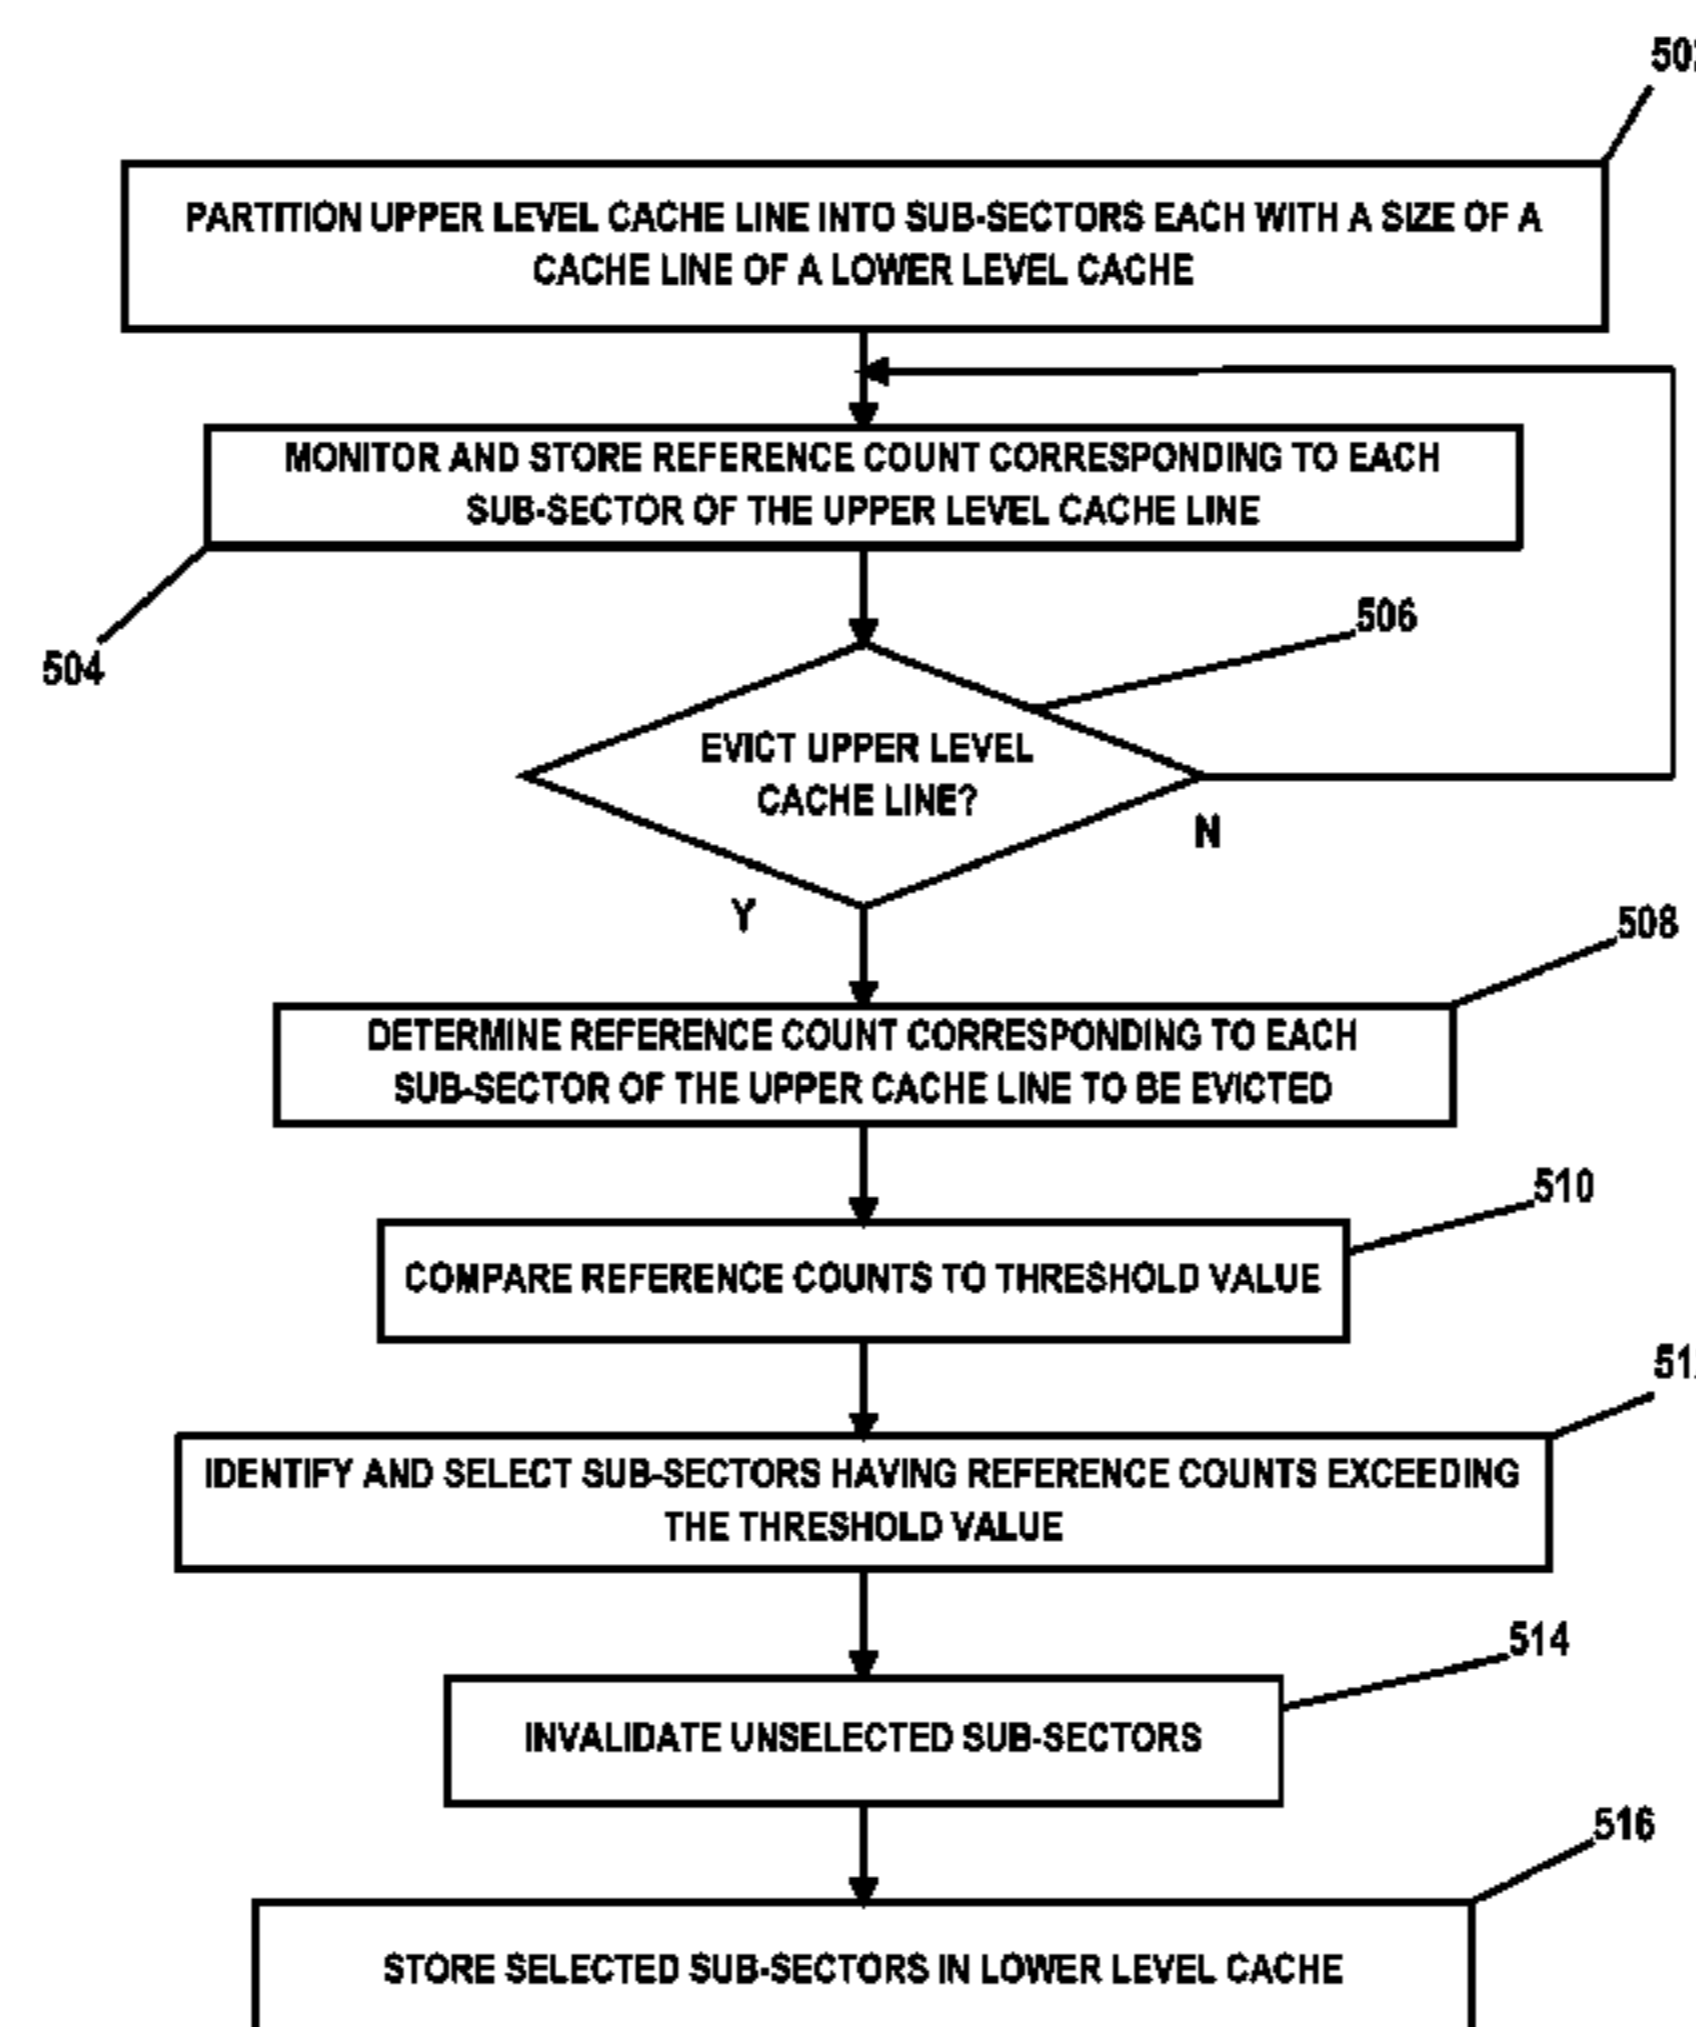 PARTITION UPPER LEVEL CACHE LINE INTO SUB-SECTORS EACH WITH A SIZE OF A
CACHE LINE OF A LOWER LEVEL CACHE
MONITOR AND STORE REFERENCE COUNT CORRESPONDING TO EACH
SUB-SECTOR OF THE UPPER LEVEL CACHE LINE
504
506
EVICT UPPER LEVEL
CACHE LINE?
N
Y
508
DETERMINE REFERENCE COUNT CORRESPONDING TO EACH
SUB-SECTOR OF THE UPPER CACHE LINE TO BE EVICTED
510
COMPARE REFERENCE COUNTS TO THRESHOLD VALUE
IDENTIFY AND SELECT SUB-SECTORS HAVING REFERENCE COUNTS EXCEEDING
THE THRESHOLD VALUE
514
INVALIDATE UNSELECTED SUB-SECTORS
516
STORE SELECTED SUB-SECTORS IN LOWER LEVEL CACHE